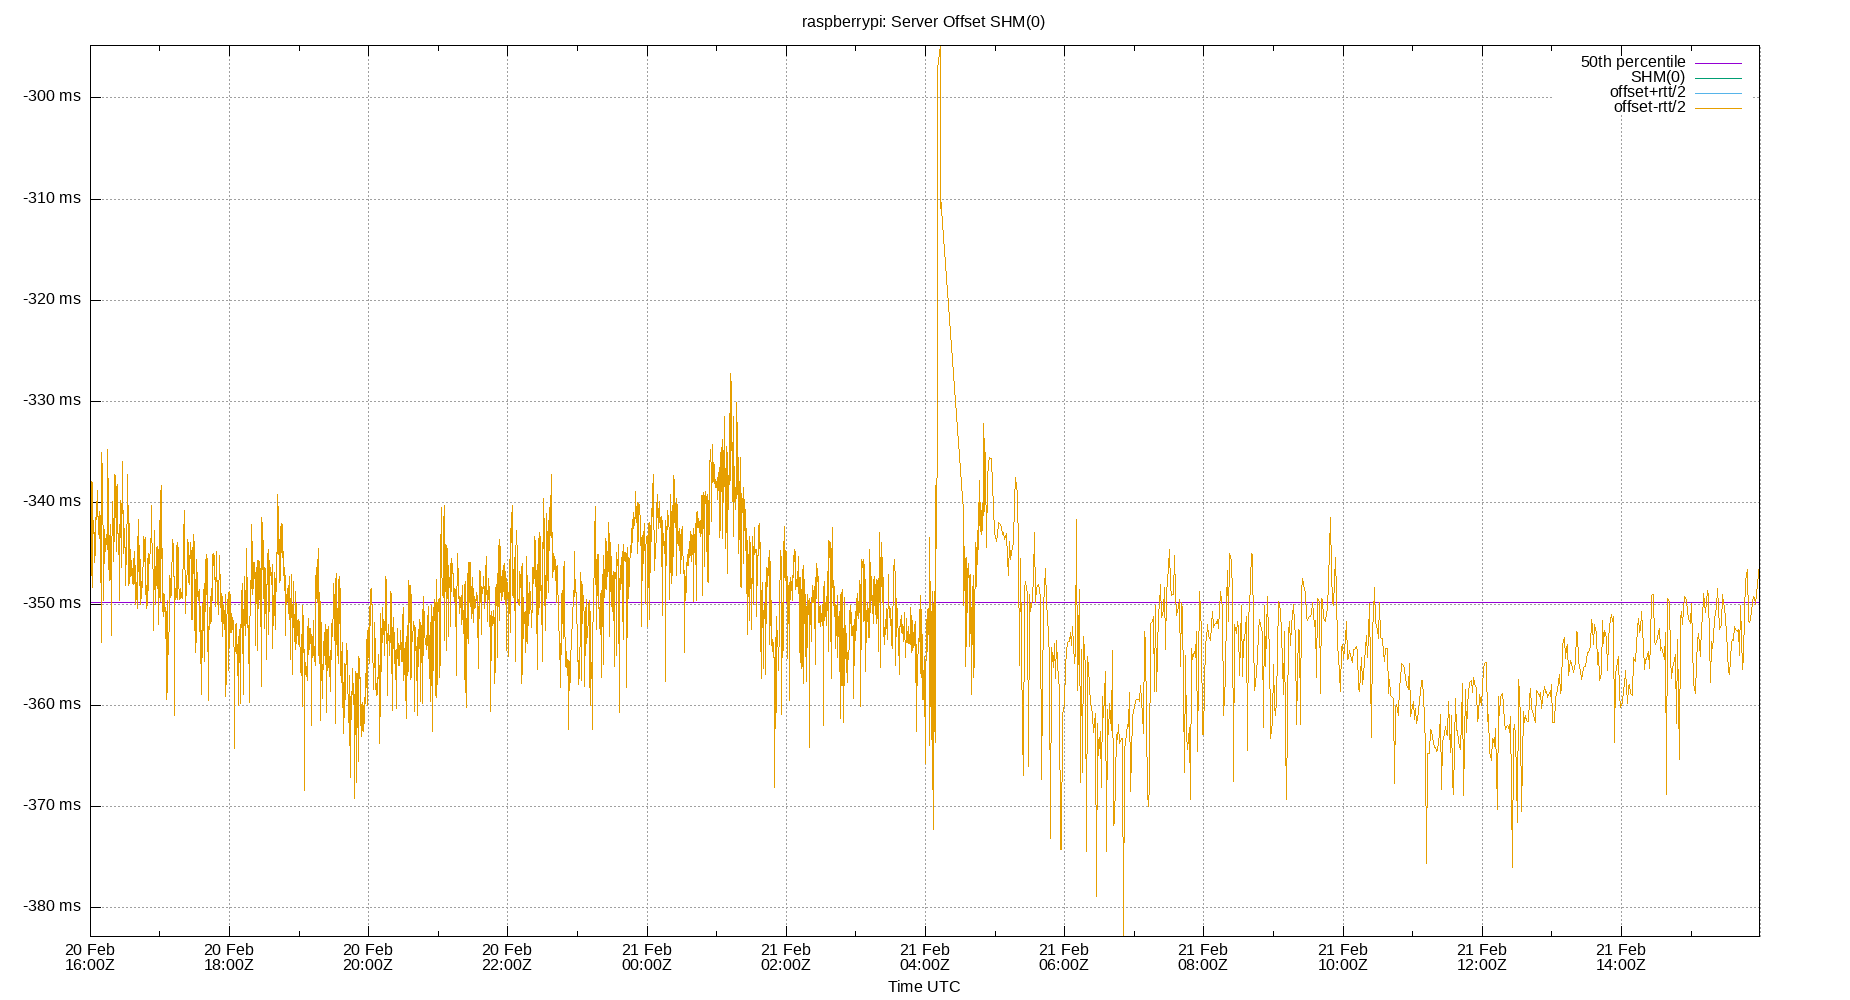 raspberrypi: Server Offset SHM(0)
50th percentile
SHM(0)
offset+rtt/2
offset-rtt/2
-300 ms
-310 ms
-320 ms
-330 ms
-340 ms
-350 ms
-360 ms
-370 ms
-380 ms
20 Feb 20 Feb 20 Feb 20 Feb 21 Feb 21 Feb 21 Feb 21 Feb 21 Feb 21 Feb 21 Feb 21 Feb
16:00Z 18:00Z 20:00Z 22:00Z 00:00Z 02:00Z 04:00Z 06:00Z 08:00Z 10:00Z 12:00Z 14:00Z
Time UTC